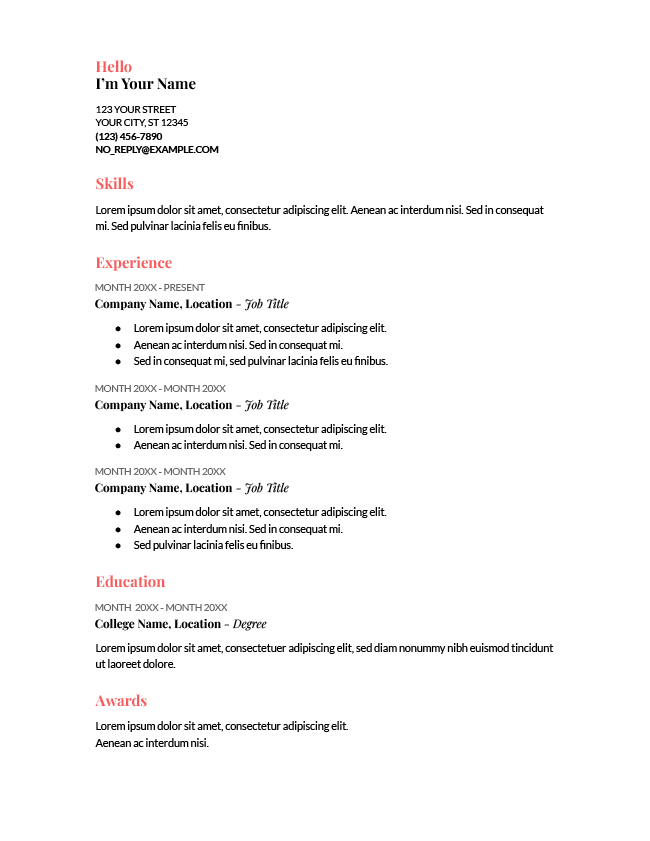 Hello
I'm Your Name
123 YOUR STREET
YOUR CITY, ST 12345
(123) 456-7890
NO_REPLY@EXAMPLE.COM
Skills
Lorem ipsum dolor sit amet, consectetur adipiscing elit. Aenean ac interdum nisi. Sed in consequat
mi. Sed pulvinar lacinia felis eu finibus.
Experience
MONTH 20XX - PRESENT
Company Name, Location - Job Title
● Lorem ipsum dolor sit amet, consectetur adipiscing elit.
● Aenean ac interdum nisi. Sed in consequat mi.
● Sed in consequat mi, sed pulvinar lacinia felis eu finibus.
MONTH 20XX - MONTH 20XX
Company Name, Location - Job Title
● Lorem ipsum dolor sit amet, consectetur adipiscing elit.
● Aenean ac interdum nisi. Sed in consequat mi.
MONTH 20XX - MONTH 20XX
Company Name, Location - Job Title
● Lorem ipsum dolor sit amet, consectetur adipiscing elit.
● Aenean ac interdum nisi. Sed in consequat mi.
● Sed pulvinar lacinia felis eu finibus.
Education
MONTH 20XX - MONTH 20XX
College Name, Location - Degree
Lorem ipsum dolor sit amet, consectetuer adipiscing elit, sed diam nonummy nibh euismod tincidunt
ut laoreet dolore.
Awards
Lorem ipsum dolor sit amet, consectetur adipiscing elit.
Aenean ac interdum nisi.